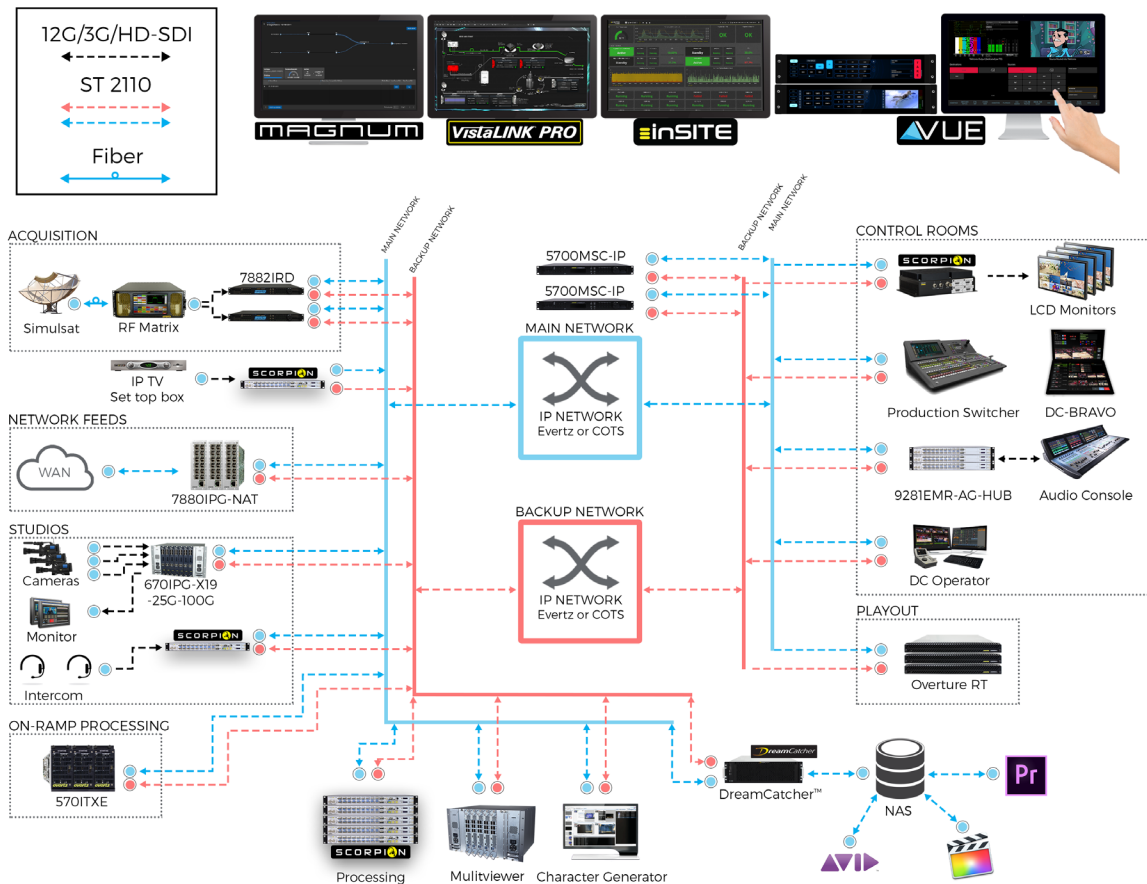 12G/3G/HD-SDI
ST 2110
Fiber
MAGNUM
VistaLINK PRO
inSITE
VUE
MAIN NETWORK
BACKUP NETWORK
BACKUP NETWORK
MAIN NETWORK
ACQUISITION
7882IRD
Simulsat
RF Matrix
IP TV
Set top box
SCORPION
NETWORK FEEDS
WAN
7880IPG-NAT
STUDIOS
Cameras
670IPG-X19
-25G-100G
Monitor
SCORPION
Intercom
ON-RAMP PROCESSING
570ITXE
5700MSC-IP
5700MSC-IP
MAIN NETWORK
IP NETWORK
Evertz or COTS
BACKUP NETWORK
IP NETWORK
Evertz or COTS
CONTROL ROOMS
SCORPION
LCD Monitors
Production Switcher
DC-BRAVO
9281EMR-AG-HUB
Audio Console
DC Operator
PLAYOUT
Overture RT
SCORPION
Processing
Mulitviewer
Character Generator
DreamCatcher
DreamCatcher™
NAS
Pr
AVID